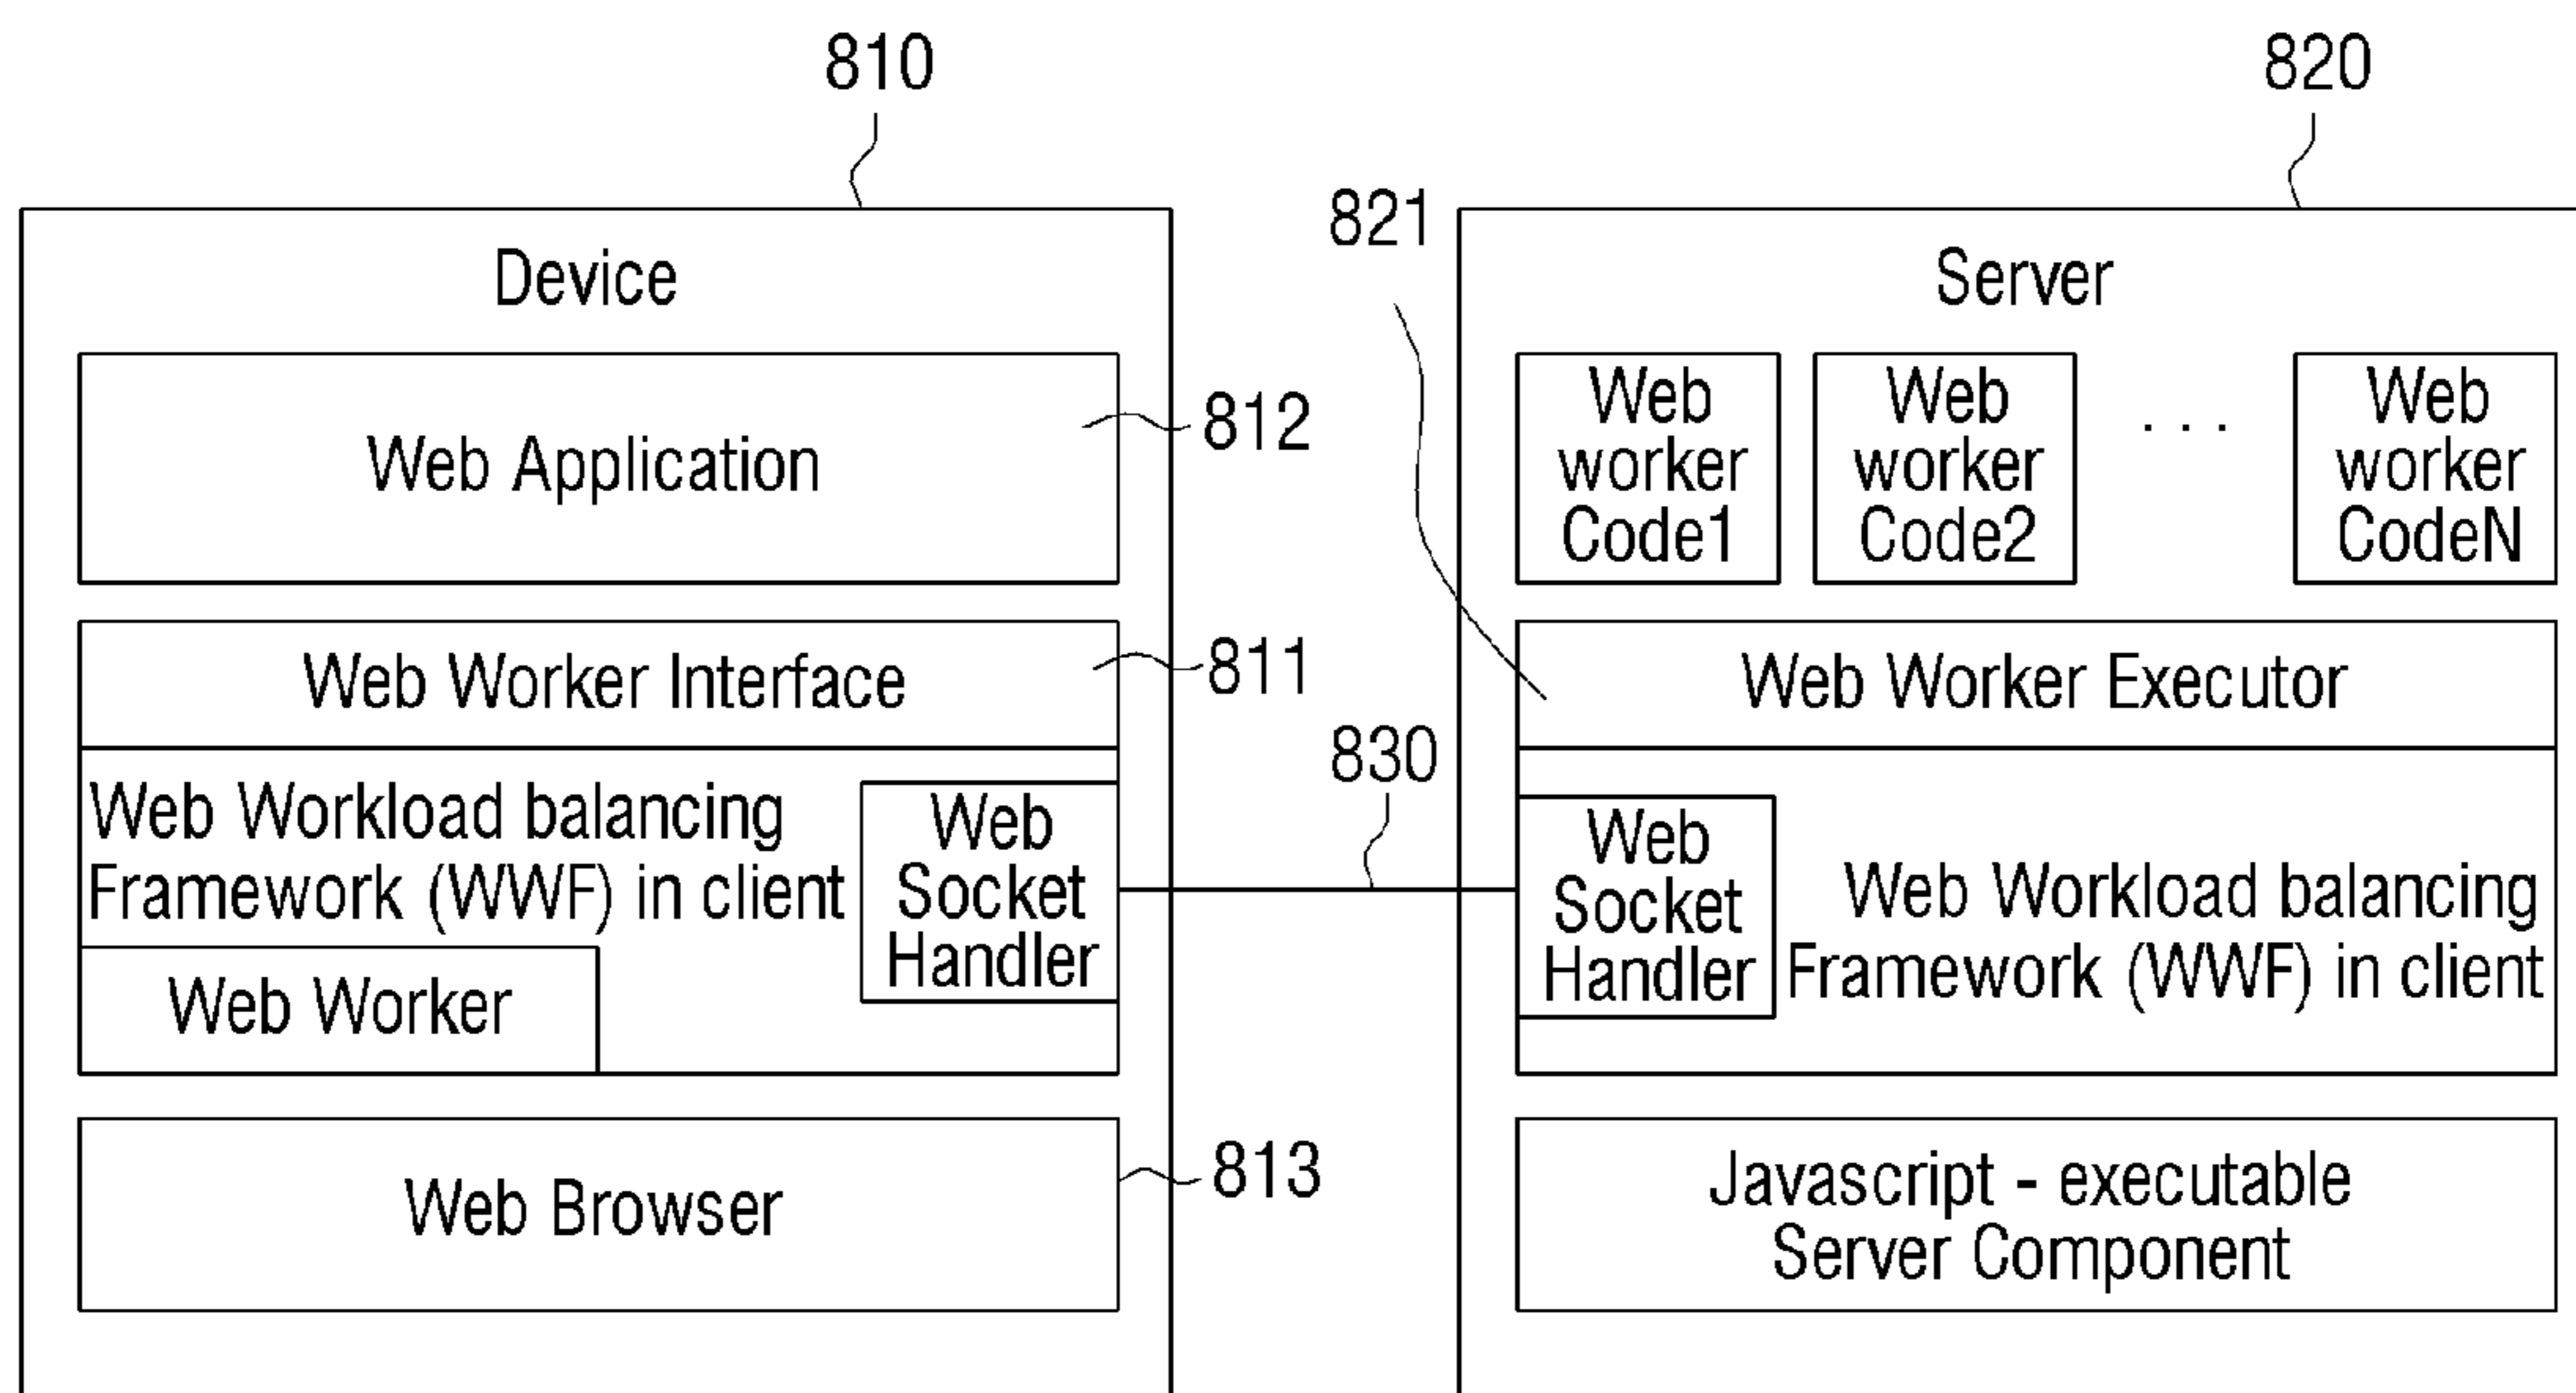 810
820
821
Device
Web Application
812
Web Worker Interface
811
Web Workload balancing
Framework (WWF) in client
Web
Socket
Handler
Web Worker
Web Browser
813
830
Server
Web
worker
Code1
Web
worker
Code2
. . .
Web
worker
CodeN
Web Worker Executor
Web
Socket
Handler
Web Workload balancing
Framework (WWF) in client
Javascript - executable
Server Component